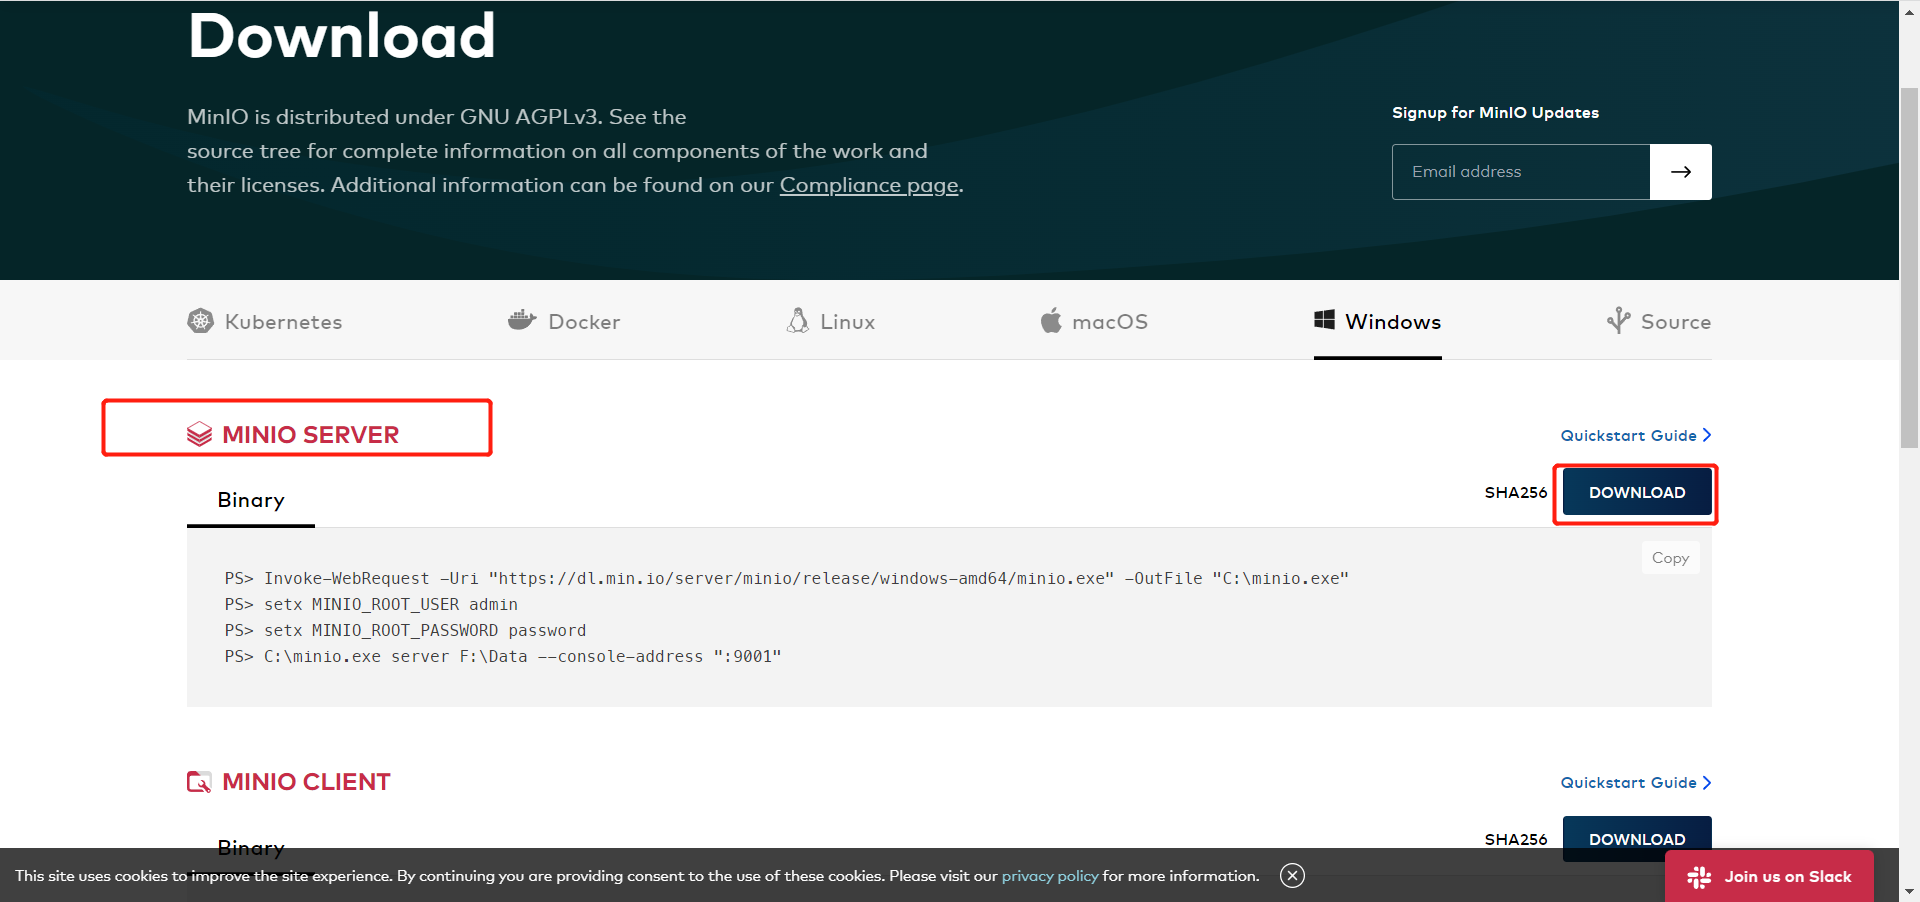 Download
MinIO is distributed under GNU AGPLv3. See the
source tree for complete information on all components of the work and
their licenses. Additional information can be found on our Compliance page.
Signup for MinIO Updates
Email address
Kubernetes
Docker
Linux
macOS
Windows
Source
MINIO SERVER
Quickstart Guide
Binary
SHA256
DOWNLOAD
Copy
PS> Invoke-WebRequest -Uri "https://dl.min.io/server/minio/release/windows-amd64/minio.exe" -OutFile "C:\minio.exe"
PS> setx MINIO_ROOT_USER admin
PS> setx MINIO_ROOT_PASSWORD password
PS> C:\minio.exe server F:\Data --console-address ":9001"
MINIO CLIENT
Quickstart Guide
Binary
SHA256
DOWNLOAD
This site uses cookies to improve the site experience. By continuing you are providing consent to the use of these cookies. Please visit our privacy policy for more information.
Join us on Slack